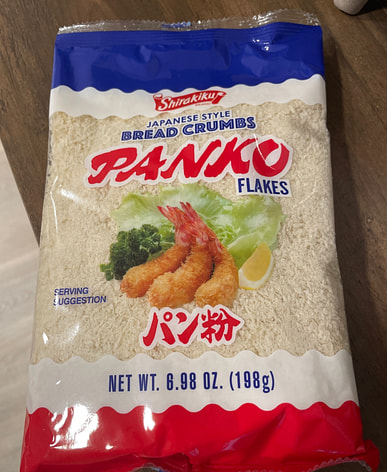 Shirakiku
JAPANESE STYLE
BREAD CRUMBS
PANKO
FLAKES
SERVING
SUGGESTION
パン粉
NET WT. 6.98 OZ. (198g)